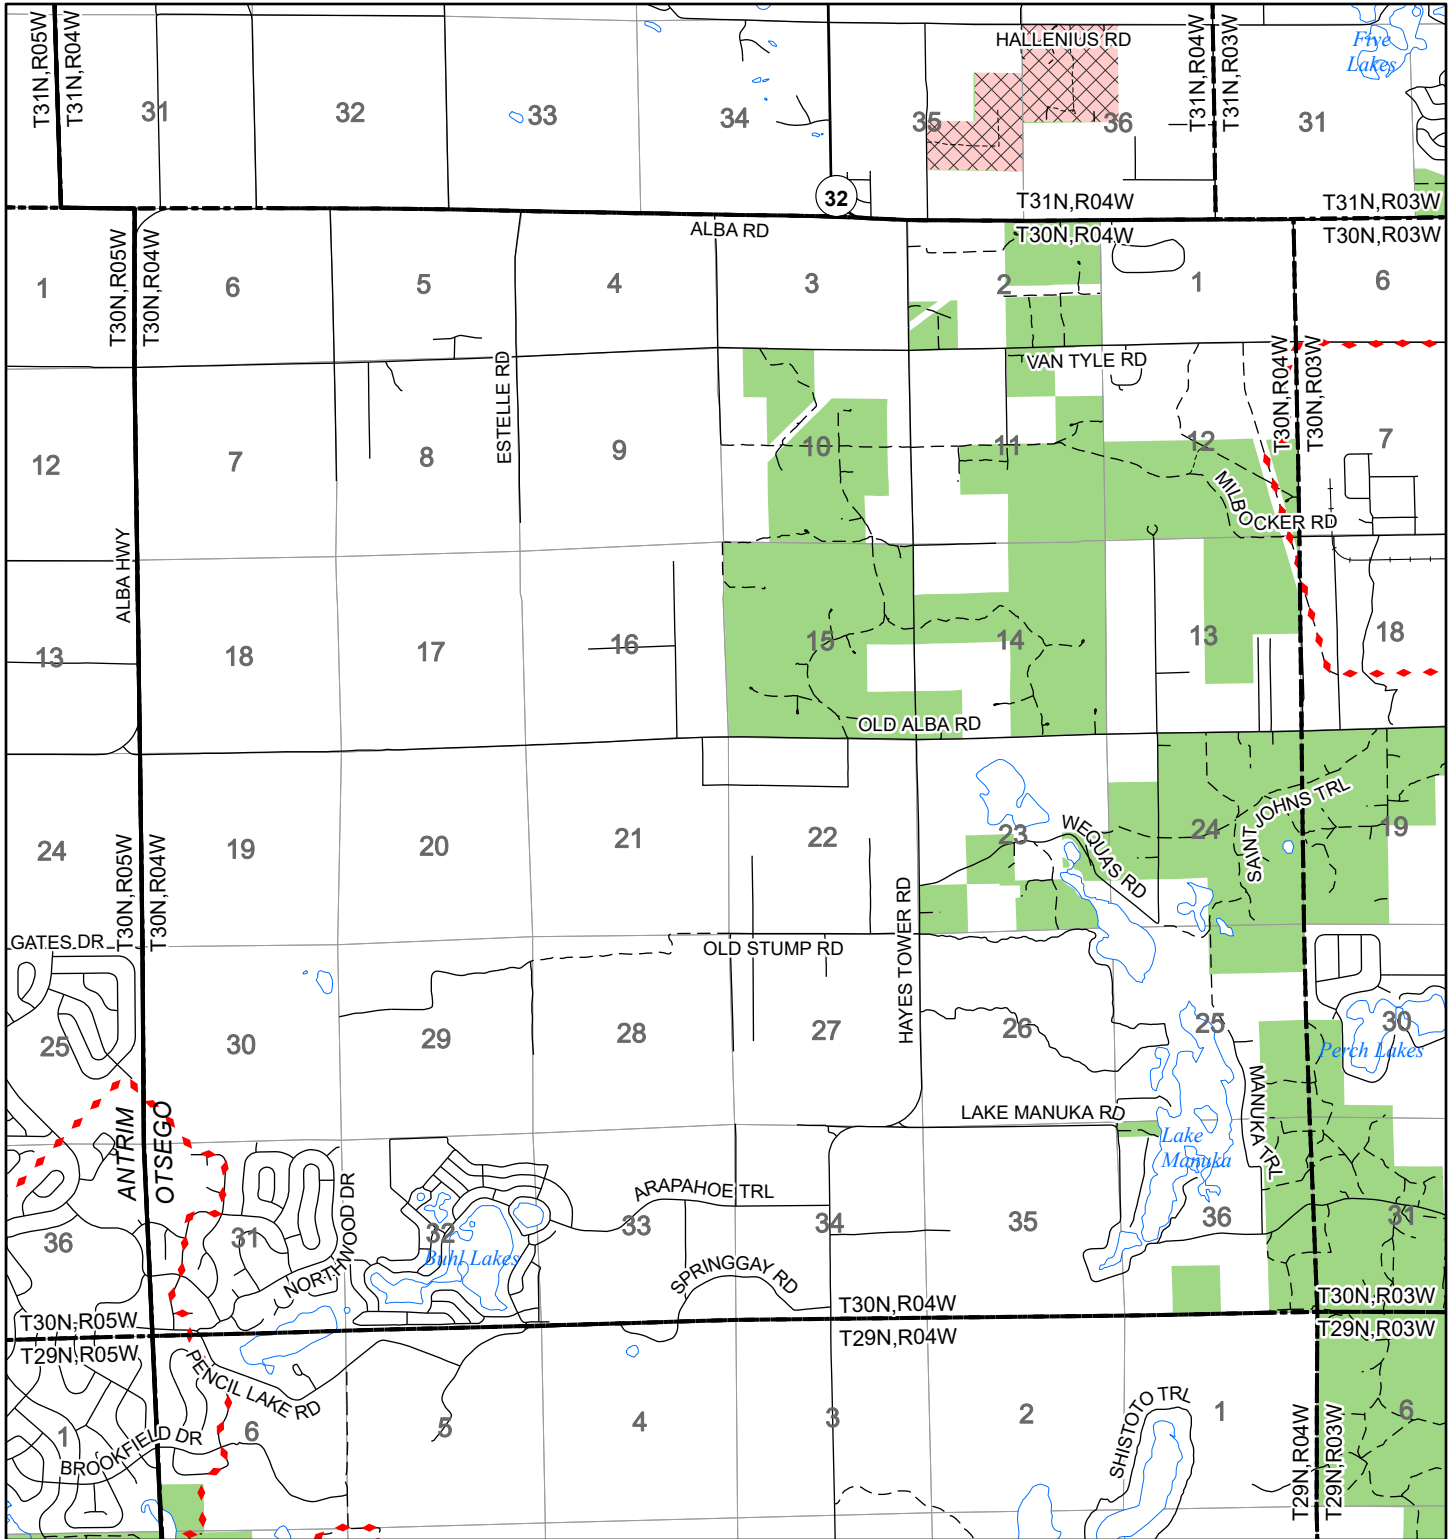 T31N,R05W
T31N,R04W
HALLENIUS RD
T31N,R04W
T31N,R03W
Five
Lakes
31
32
33
34
35
36
31
32
T31N,R04W
T31N,R03W
ALBA RD
T30N,R04W
T30N,R03W
T30N,R05W
T30N,R04W
1
6
5
4
3
2
1
6
ESTELLE RD
VAN TYLE RD
T30N,R04W
T30N,R03W
12
7
8
9
10
11
12
7
MILBOCKER RD
ALBA HWY
13
18
17
16
15
14
13
18
OLD ALBA RD
24
T30N,R05W
T30N,R04W
19
20
21
22
23
WEQUAS RD
24
SAINT JOHNS TRL
19
GATES DR
OLD STUMP RD
HAYES TOWER RD
25
30
29
28
27
26
25
30
Perch Lakes
ANTRIM
OTSEGO
LAKE MANUKA RD
MANUKA TRL
Lake
Manuka
36
31
NORTHWOOD DR
32
Buhl Lakes
ARAPAHOE TRL
33
34
35
36
31
SPRINGGAY RD
T30N,R05W
T30N,R04W
T30N,R03W
T29N,R05W
T29N,R04W
T29N,R03W
PENCIL LAKE RD
1
BROOKFIELD DR
6
5
4
3
2
SHISTOTO TRL
1
T29N,R04W
T29N,R03W
6